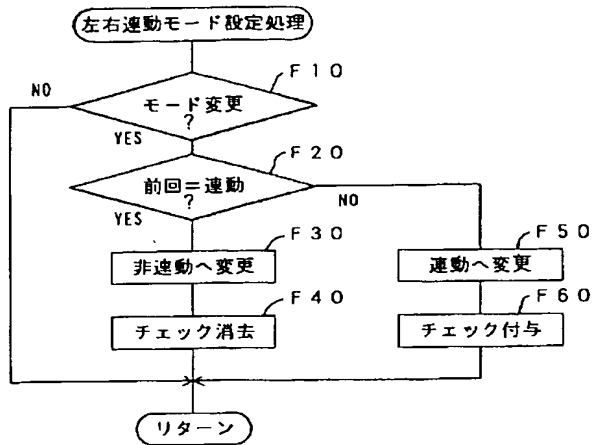 左右連動モード設定処理
F10
NO
モード変更
?
YES
F20
前回=連動
?
NO
YES
F30
F50
非連動へ変更
連動へ変更
F40
F60
チェック消去
チェック付与
リターン